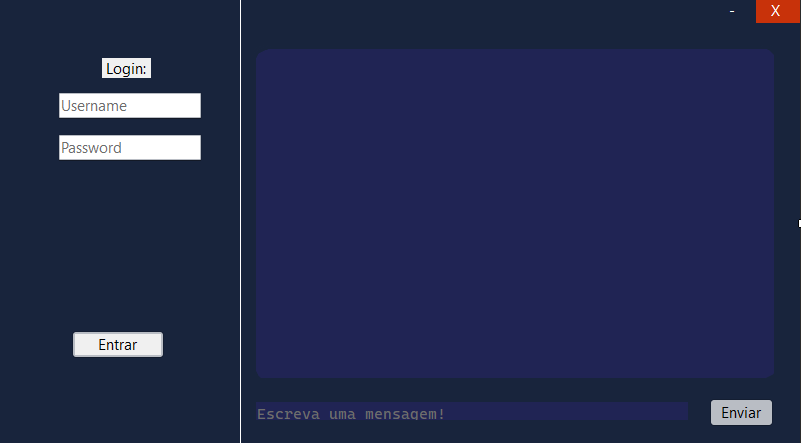 - X
Login:
Username
Password
Entrar
Escreva uma mensagem!
Enviar